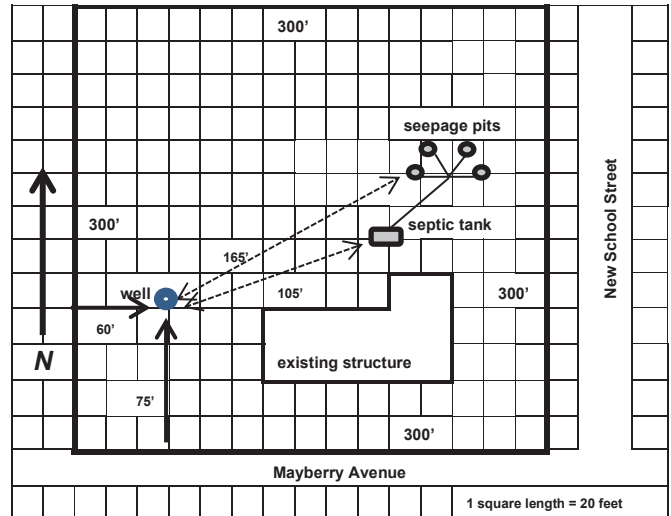 300'
seepage pits
300'
septic tank
165'
well
105'
300'
60'
N
existing structure
75'
300'
New School Street
Mayberry Avenue
1 square length = 20 feet